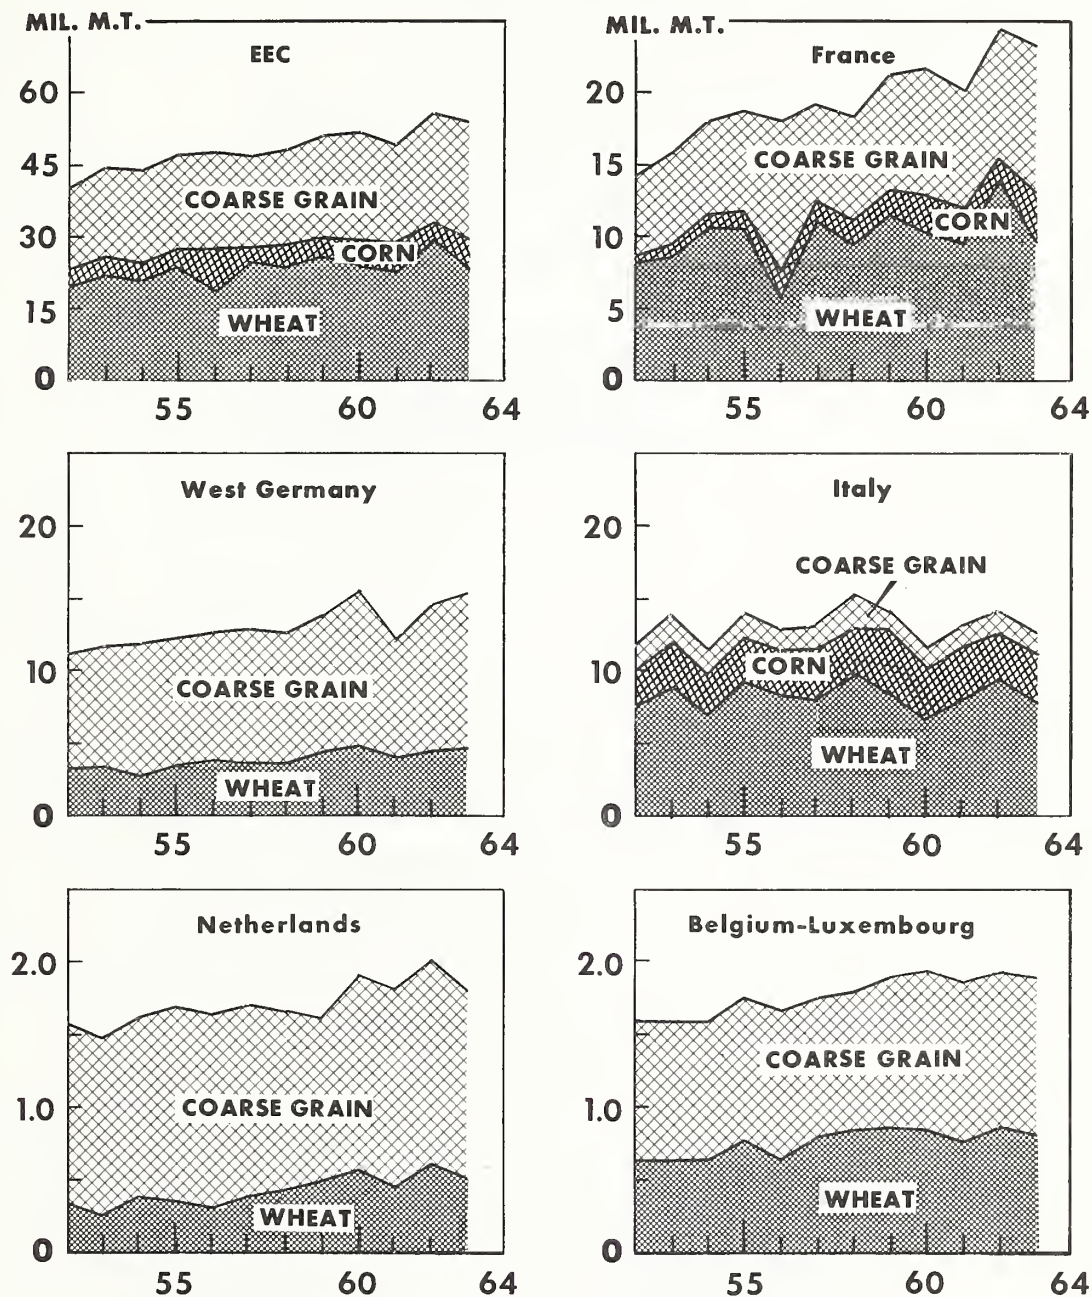 MIL. M.T.
EEC
60
45
30
15
0
COARSE GRAIN
CORN
WHEAT
55 60 64
MIL. M.T.
France
20
15
10
5
0
COARSE GRAIN
CORN
WHEAT
55 60 64
West Germany
20
10
0
COARSE GRAIN
WHEAT
55 60 64
Italy
20
10
0
COARSE GRAIN
CORN
WHEAT
55 60 64
Netherlands
2.0
1.0
0
COARSE GRAIN
WHEAT
55 60 64
Belgium-Luxembourg
2.0
1.0
0
COARSE GRAIN
WHEAT
55 60 64